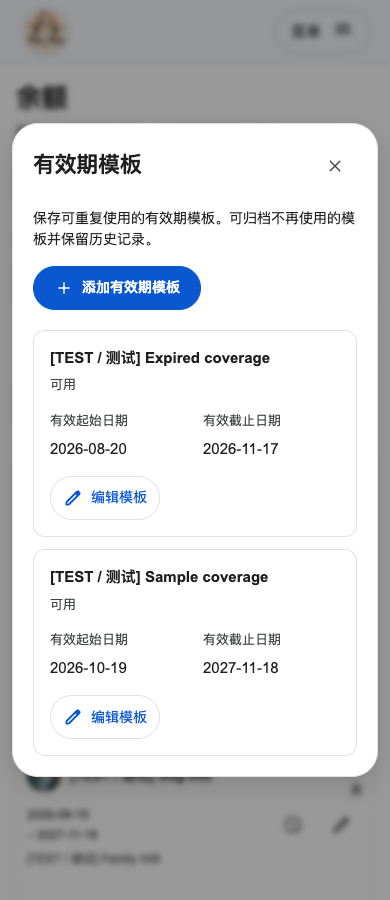 菜单
余额
有效期模板
保存可重复使用的有效期模板。可归档不再使用的模
板并保留历史记录。
添加有效期模板
[TEST / 测试] Expired coverage
可用
有效起始日期
有效截止日期
2026-08-20
2026-11-17
编辑模板
[TEST / 测试] Sample coverage
可用
有效起始日期
有效截止日期
2026-10-19
2027-11-18
编辑模板